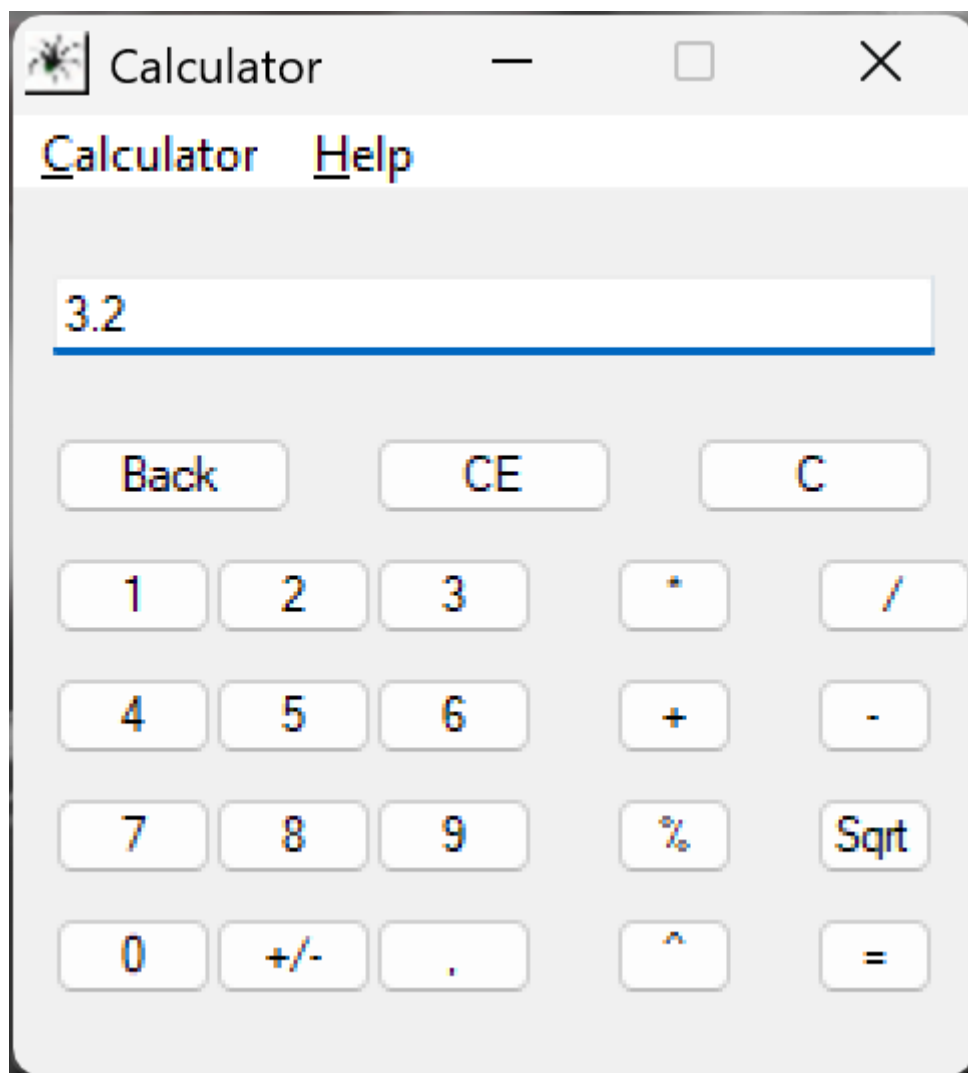 Calculator
Calculator Help
3.2
Back CE C
1 2 3 * /
4 5 6 + -
7 8 9 % Sqrt
0 +/- , ^ =